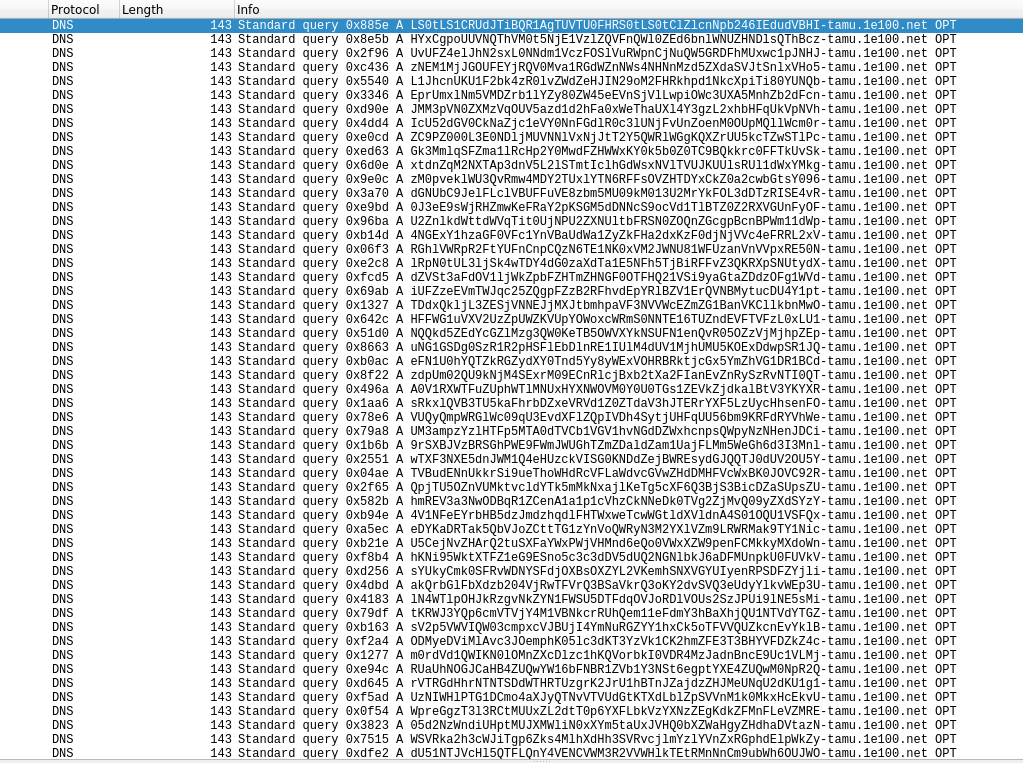 Protocol Length Info
DNS 143 Standard query 0x885e A LS0tLS1CRUdJTiBQR1AgTUVTU0FHRS0tLS0tClZlcnNpb246IEdudVBHI-tamu.1e100.net OPT
DNS 143 Standard query 0x8e5b A HYxCgpoUUVNQThVM0t5NjE1VzlZQVFnQWl0ZEd6bnlWNUZHNDlsQThBcz-tamu.1e100.net OPT
DNS 143 Standard query 0x2f96 A UvUFZ4elJhN2sxL0NNdm1VczFOSlVuRWpnCjNuQW5GRDFhMUxwc1pJNHJ-tamu.1e100.net OPT
DNS 143 Standard query 0xc436 A zNEM1MjJGOUFEYjRQV0Mva1RGdWZnNWs4NHNnMzd5ZXdaSVJtSnlxVHo5-tamu.1e100.net OPT
DNS 143 Standard query 0x5540 A L1JhcnUKU1F2bk4zR0lvZWdZeHJIN29oM2FHRkhpd1NkcXpiTi80YUNQb-tamu.1e100.net OPT
DNS 143 Standard query 0x3346 A EprUmxlNm5VMDZrb1lYZy80ZW45eEVnSjVlLwpiOWc3UXA5MnhZb2dFcn-tamu.1e100.net OPT
DNS 143 Standard query 0xd90e A JMM3pVN0ZXMzVqOUV5azd1d2hFa0xWeThaUXl4Y3gzL2xhbHFqUkVpNVh-tamu.1e100.net OPT
DNS 143 Standard query 0x4dd4 A IcU52dGV0CkNaZjc1eVY0NnFGdlR0c3lUNjFvUnZoenM0OUpMQllWcm0r-tamu.1e100.net OPT
DNS 143 Standard query 0xe0cd A ZC9PZ000L3E0NDljMUVNNlVxNjJtT2Y5QWRlWGgKQXZrUU5kcTZwSTlPc-tamu.1e100.net OPT
DNS 143 Standard query 0xed63 A Gk3MmlqSFZma1lRcHp2Y0MwdFZHWWxKY0k5b0Z0TC9BQkkrc0FFTkUvSk-tamu.1e100.net OPT
DNS 143 Standard query 0x6d0e A xtdnZqM2NXTAp3dnV5L2lSTmtIclhGdWsxNVlTVUJKUUlsRUl1dWxYMkg-tamu.1e100.net OPT
DNS 143 Standard query 0x9e0c A zM0pveklWU3QvRmw4MDY2TUxlYTN6RFFsOVZHTDYxCkZ0a2cwbGtsY096-tamu.1e100.net OPT
DNS 143 Standard query 0x3a70 A dGNUbC9JelFLclVBUFFuVE8zbm5MU09kM013U2MrYkFOL3dDTzRISE4vR-tamu.1e100.net OPT
DNS 143 Standard query 0xe9bd A 0J3eE9sWjRHZmwKeFRaY2pKSGM5dDNNcS9ocVd1TlBTZ0Z2RXVGUnFyOF-tamu.1e100.net OPT
DNS 143 Standard query 0x96ba A U2ZnlkdWttdWVqTit0UjNPU2ZXNUltbFRSN0ZOQnZGcgpBcnBPWm11dWp-tamu.1e100.net OPT
DNS 143 Standard query 0xb14d A 4NGExY1hzaGF0VFc1YnVBaUdWa1ZyZkFHa2dxKzF0djNjVVc4eFRRL2xV-tamu.1e100.net OPT
DNS 143 Standard query 0x06f3 A RGhlVWRpR2FtYUFnCnpCQzN6TE1NK0xVM2JWNU81WFUzanVnVVpxRE50N-tamu.1e100.net OPT
DNS 143 Standard query 0xe2c8 A lRpN0tUL3ljSk4wTDY4dG0zaXdTa1E5NFh5TjBiRFFvZ3QKRXpSNUtydX-tamu.1e100.net OPT
DNS 143 Standard query 0xfcd5 A dZVSt3aFdOV1ljWkZpbFZHTmZHNGF0OTFHQ21VSi9yaGtaZDdzOFg1WVd-tamu.1e100.net OPT
DNS 143 Standard query 0x69ab A iUFZzeEVmTWJqc25ZQgpFZzB2RFhvdEpYRlBZV1ErQVNBMytucDU4Y1pt-tamu.1e100.net OPT
DNS 143 Standard query 0x1327 A TDdxQkljL3ZESjVNNEJjMXJtbmhpaVF3NVVWcEZmZG1BanVKCllkbnMwO-tamu.1e100.net OPT
DNS 143 Standard query 0x642c A HFFWG1uVXV2UzZpUWZKVUpYOWoxcWRmS0NNTE16TUZndEVFTVFzL0xLU1-tamu.1e100.net OPT
DNS 143 Standard query 0x51d0 A NQQkd5ZEdYcGZlMzg3QW0KeTB5OWVXYkNSUFN1enQvR05OZzVjMjhpZEp-tamu.1e100.net OPT
DNS 143 Standard query 0x8663 A uNG1GSDg0SzR1R2pHSFlEbDlnRE1IUlM4dUV1MjhUMU5KOExDdwpSR1JQ-tamu.1e100.net OPT
DNS 143 Standard query 0xb0ac A eFN1U0hYQTZkRGZydXY0Tnd5Yy8yWExVOHRBRktjcGx5YmZhVG1DR1BCd-tamu.1e100.net OPT
DNS 143 Standard query 0x8f22 A zdpUm02QU9kNjM4SExrM09ECnRlcjBxb2tXa2FIanEvZnRySzRvNTI0QT-tamu.1e100.net OPT
DNS 143 Standard query 0x496a A A0V1RXWTFuZUphWTlMNUxHYXNWOVM0Y0U0TGs1ZEVkZjdkalBtV3YKYXR-tamu.1e100.net OPT
DNS 143 Standard query 0x1aa6 A sRkxlQVB3TU5kaFhrbDZxeVRVd1Z0ZTdaV3hJTERrYXF5LzUycHhsenFO-tamu.1e100.net OPT
DNS 143 Standard query 0x78e6 A VUQyQmpWRGlWc09qU3EvdXFlZQpIVDh4SytjUHFqUU56bm9KRFdRYVhWe-tamu.1e100.net OPT
DNS 143 Standard query 0x79a8 A UM3ampzYzlHTFp5MTA0dTVCb1VGV1hvNGdDZWxhcnpsQWpyNzNHenJDCi-tamu.1e100.net OPT
DNS 143 Standard query 0x1b6b A 9rSXBJVzBRSGhPWE9FWmJWUGhTZmZDaldZam1UajFLMm5WeGh6d3I3Mnl-tamu.1e100.net OPT
DNS 143 Standard query 0x2551 A wTXF3NXE5dnJWM1Q4eHUzckVISG0KNDdZejBWREsydGJQQTJ0dUV2OU5Y-tamu.1e100.net OPT
DNS 143 Standard query 0x04ae A TVBudENnUkkrSi9ueThoWHdRcVFLaWdvcGVwZHdDMHFVcWxBK0JOVC92R-tamu.1e100.net OPT
DNS 143 Standard query 0x2f65 A QpjTU5OZnVUMktvcldYTk5mMkNxajlKeTg5cXF6Q3BjS3BicDZaSUpsZU-tamu.1e100.net OPT
DNS 143 Standard query 0x582b A hmREV3a3NwODBqR1ZCenA1a1p1cVhzCkNNeDk0TVg2ZjMvQ09yZXdSYzY-tamu.1e100.net OPT
DNS 143 Standard query 0xb94e A 4V1NFeEYrbHB5dzJmdzhqdlFHTWxweTcwWGtldXVldnA4S01OQU1VSFQx-tamu.1e100.net OPT
DNS 143 Standard query 0xa5ec A eDYKaDRTak5QbVJoZCttTG1zYnVoQWRyN3M2YXlVZm9LRWRMak9TY1Nic-tamu.1e100.net OPT
DNS 143 Standard query 0xb21e A U5CejNvZHArQ2tuSXFaYWxPWjVHMnd6eQo0VWxXZW9penFCMkkyMXdoWn-tamu.1e100.net OPT
DNS 143 Standard query 0xf8b4 A hKNi95WktXTFZ1eG9ESno5c3c3dDV5dUQ2NGNlbkJ6aDFMUnpkU0FUVkV-tamu.1e100.net OPT
DNS 143 Standard query 0xd256 A sYUkyCmk0SFRvWDNYSFdjOXBsOXZYL2VKemhSNXVGYUIyenRPSDFZYjli-tamu.1e100.net OPT
DNS 143 Standard query 0x4dbd A akQrbGlFbXdzb204VjRwTFVrQ3BSaVkrQ3oKY2dvSVQ3eUdyYlkvWEp3U-tamu.1e100.net OPT
DNS 143 Standard query 0x4183 A lN4WTlpOHJkRzgvNkZYN1FWSU5DTFdqOVJoRDlVOUs2SzJPUi9lNE5sMi-tamu.1e100.net OPT
DNS 143 Standard query 0x79df A tKRWJ3YQp6cmVTVjY4M1VBNkcrRUhQem11eFdmY3hBaXhjQU1NTVdYTGZ-tamu.1e100.net OPT
DNS 143 Standard query 0xb163 A sV2p5VWVIQW03cmpxcVJBUjI4YmNuRGZYY1hxCk5oTFVVQUZkcnEvYklB-tamu.1e100.net OPT
DNS 143 Standard query 0xf2a4 A ODMyeDViMlAvc3JOemphK05lc3dKT3YzVk1CK2hmZFE3T3BHYVFDZkZ4c-tamu.1e100.net OPT
DNS 143 Standard query 0x1277 A m0rdVd1QWIKN0lOMnZXcDlzc1hKQVorbkI0VDR4MzJadnBncE9Uc1VLMj-tamu.1e100.net OPT
DNS 143 Standard query 0xe94c A RUaUhNOGJCaHB4ZUQwYW16bFNBR1ZVb1Y3NSt6egptYXE4ZUQwM0NpR2Q-tamu.1e100.net OPT
DNS 143 Standard query 0xd645 A rVTRGdHhrNTNTSDdWTHRTUzgrK2JrU1hBTnJZajdzZHJMeUNqU2dKU1g1-tamu.1e100.net OPT
DNS 143 Standard query 0xf5ad A UzNIWHlPTG1DCmo4aXJyQTNvVTVUdGtKTXdLblZpSVVnM1k0MkxHcEkvU-tamu.1e100.net OPT
DNS 143 Standard query 0x0f54 A WpreGgzT3l3RCtMUUxZL2dtT0p6YXFLbkVzYXNzZEgKdkZFMnFLeVZMRE-tamu.1e100.net OPT
DNS 143 Standard query 0x3823 A 05d2NzWndiUHptMUJXMWliN0xXYm5taUxJVHQ0bXZWaHgyZHdhaDVtazN-tamu.1e100.net OPT
DNS 143 Standard query 0x7515 A WSVRka2h3cWJiTgp6Zks4MlhXdHh3SVRvcjlmYzlYVnZxRGphdElpWkZy-tamu.1e100.net OPT
DNS 143 Standard query 0xdfe2 A dU51NTJVcHl5QTFLQnY4VENCVWM3R2VVWHlkTEtRMnNnCm9ubWh6OUJWO-tamu.1e100.net OPT